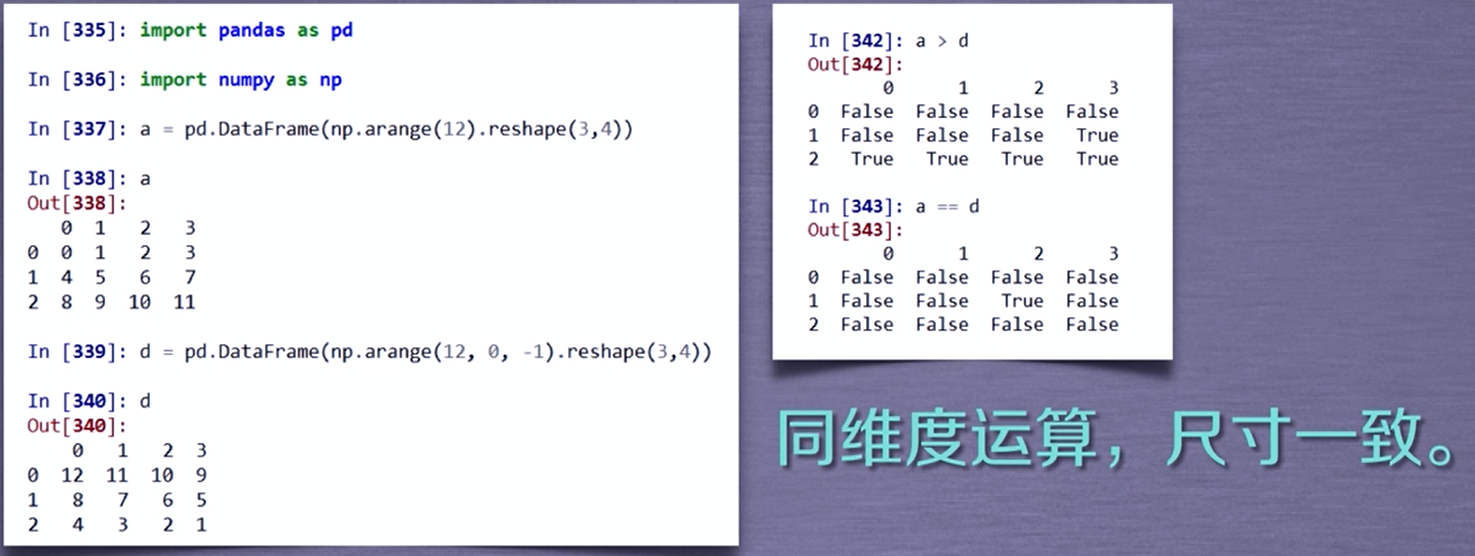 In [335]: import pandas as pd
In [336]: import numpy as np
In [337]: a = pd.DataFrame(np.arange(12).reshape(3,4))
In [338]: a
Out[338]:
   0  1   2   3
0  0  1   2   3
1  4  5   6   7
2  8  9  10  11
In [339]: d = pd.DataFrame(np.arange(12, 0, -1).reshape(3,4))
In [340]: d
Out[340]:
    0   1   2  3
0  12  11  10  9
1   8   7   6  5
2   4   3   2  1
In [342]: a > d
Out[342]:
       0      1      2      3
0  False  False  False  False
1  False  False  False   True
2   True   True   True   True
In [343]: a == d
Out[343]:
       0      1      2      3
0  False  False  False  False
1  False  False   True  False
2  False  False  False  False
同维度运算，尺寸一致。